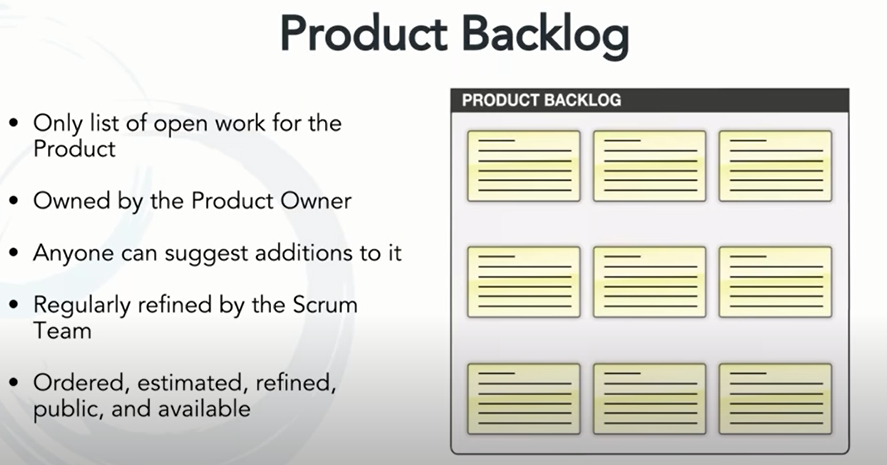 Product Backlog
• Only list of open work for the
Product
• Owned by the Product Owner
• Anyone can suggest additions to it
• Regularly refined by the Scrum
Team
• Ordered, estimated, refined,
public, and available
PRODUCT BACKLOG